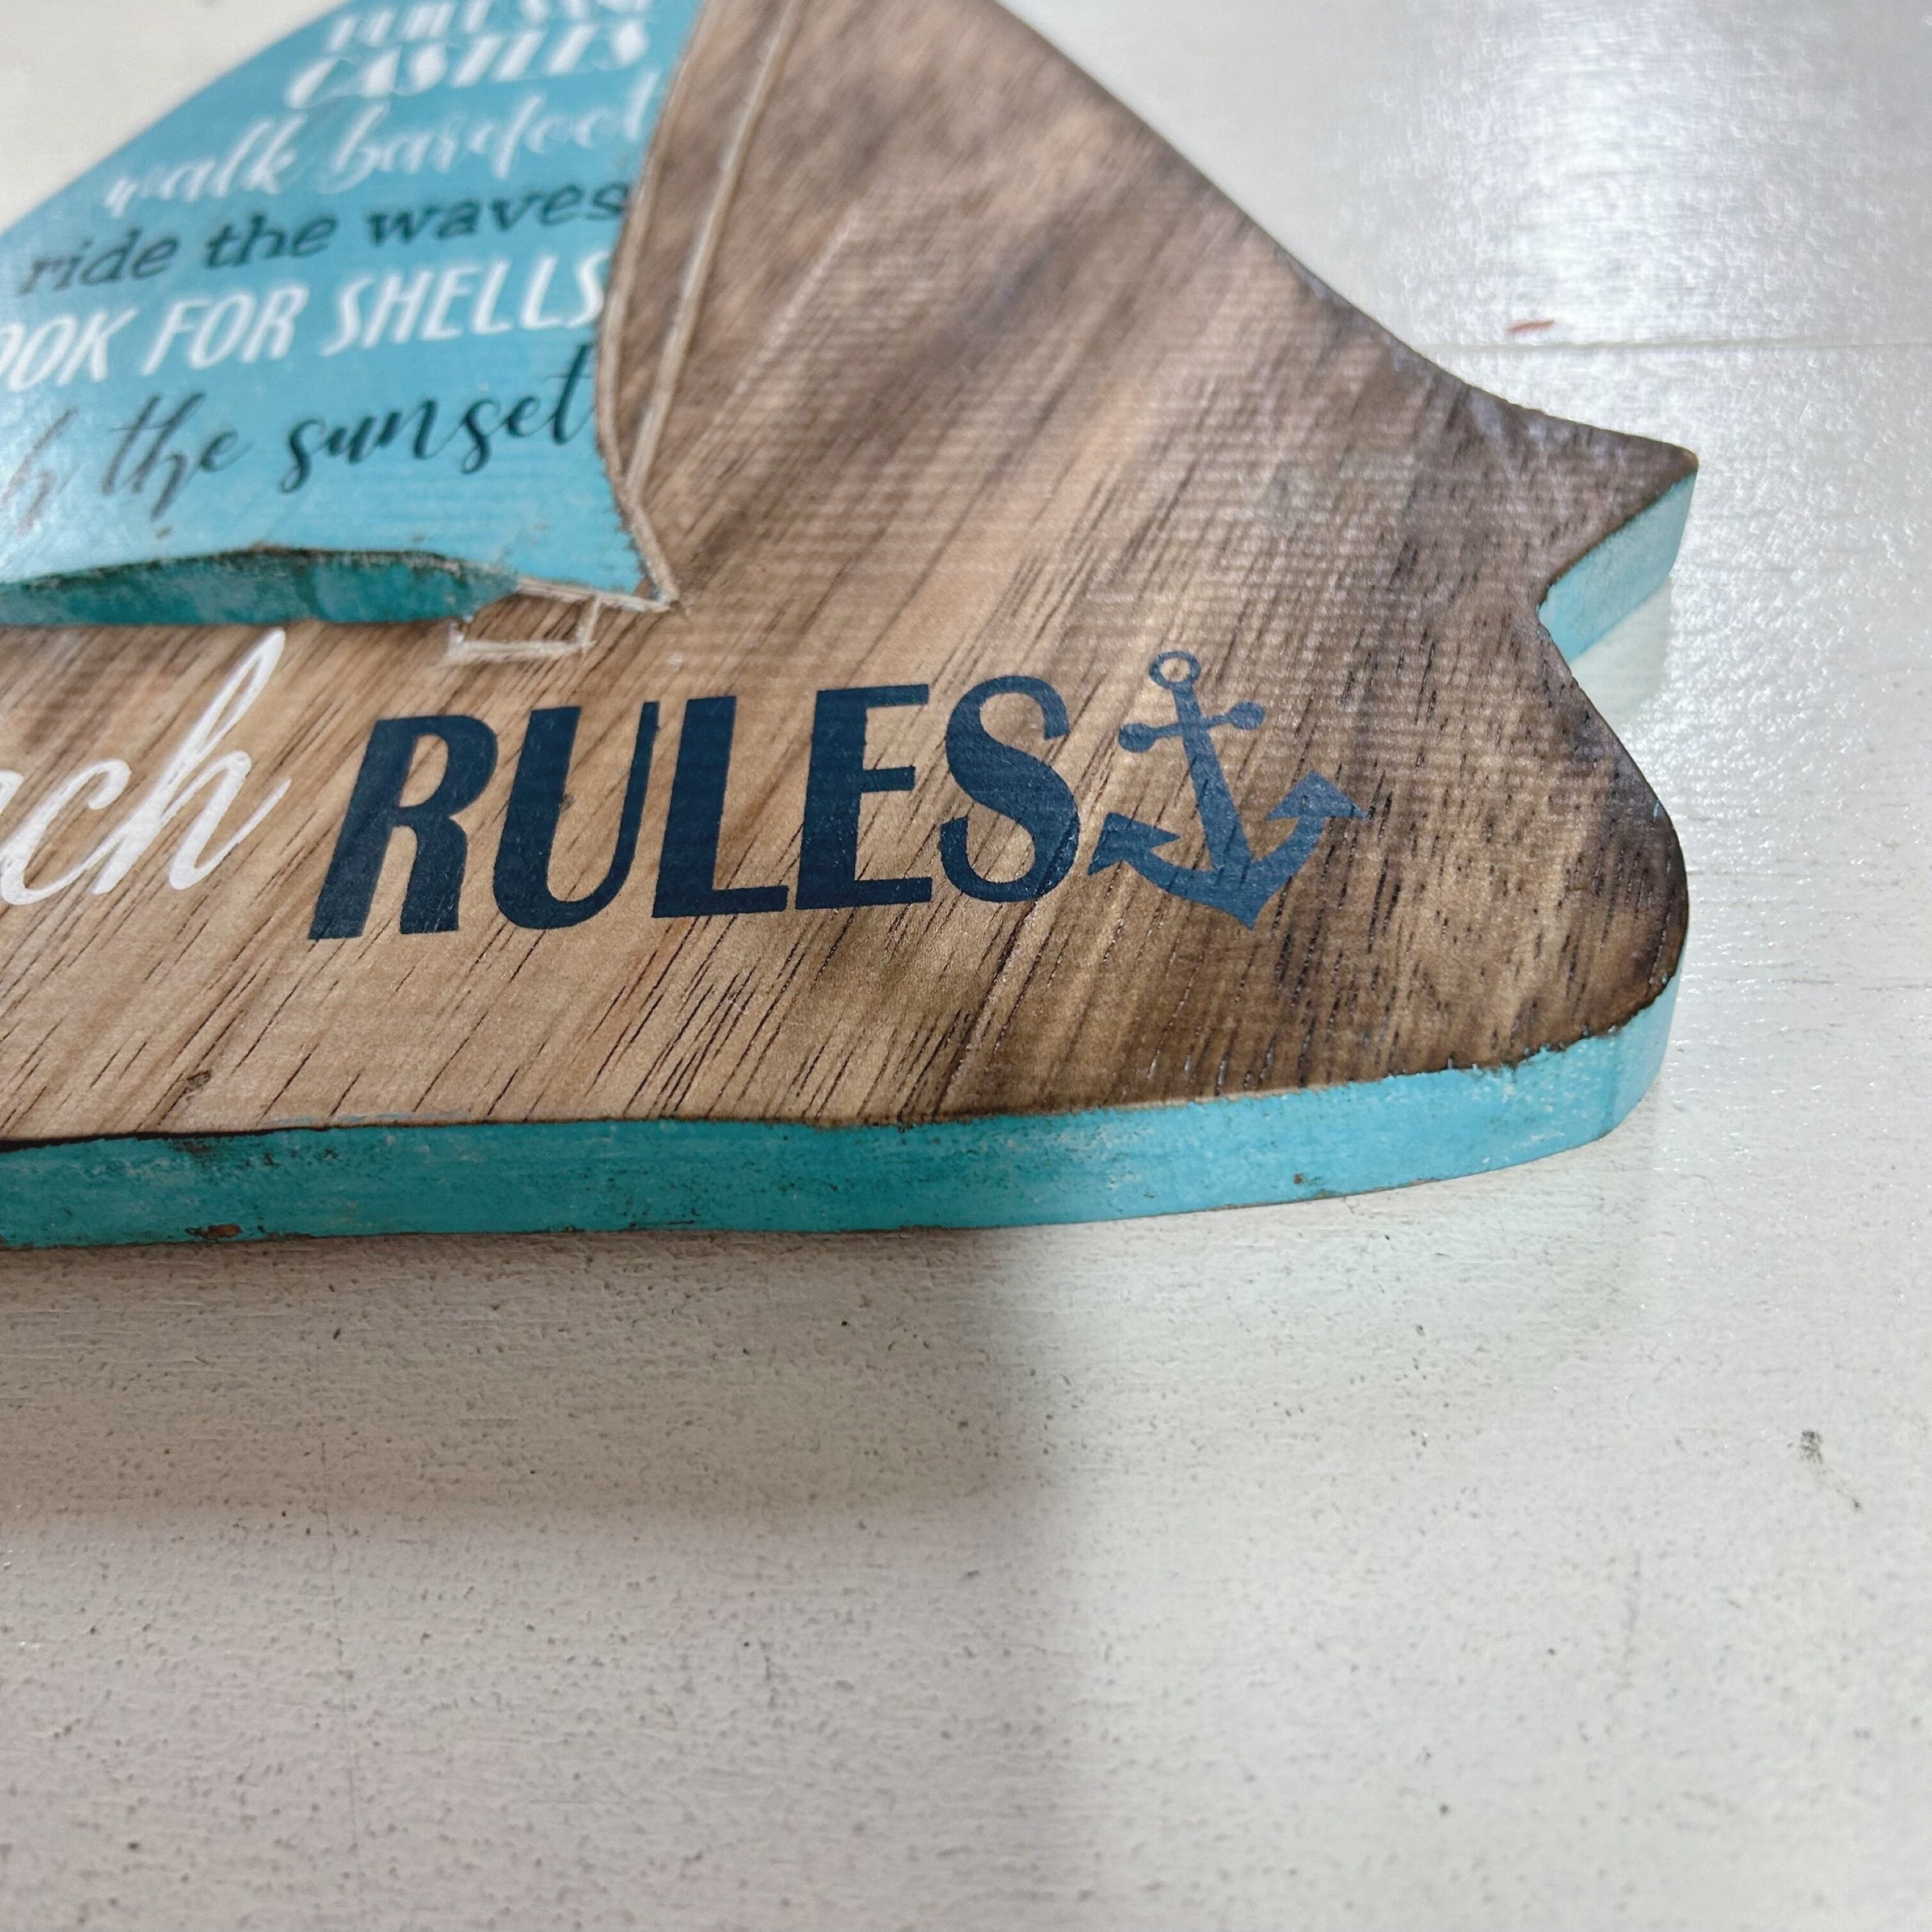 CASTLES
walk barefoot
ride the waves
OOK FOR SHELLS
h the sunset
ach RULES